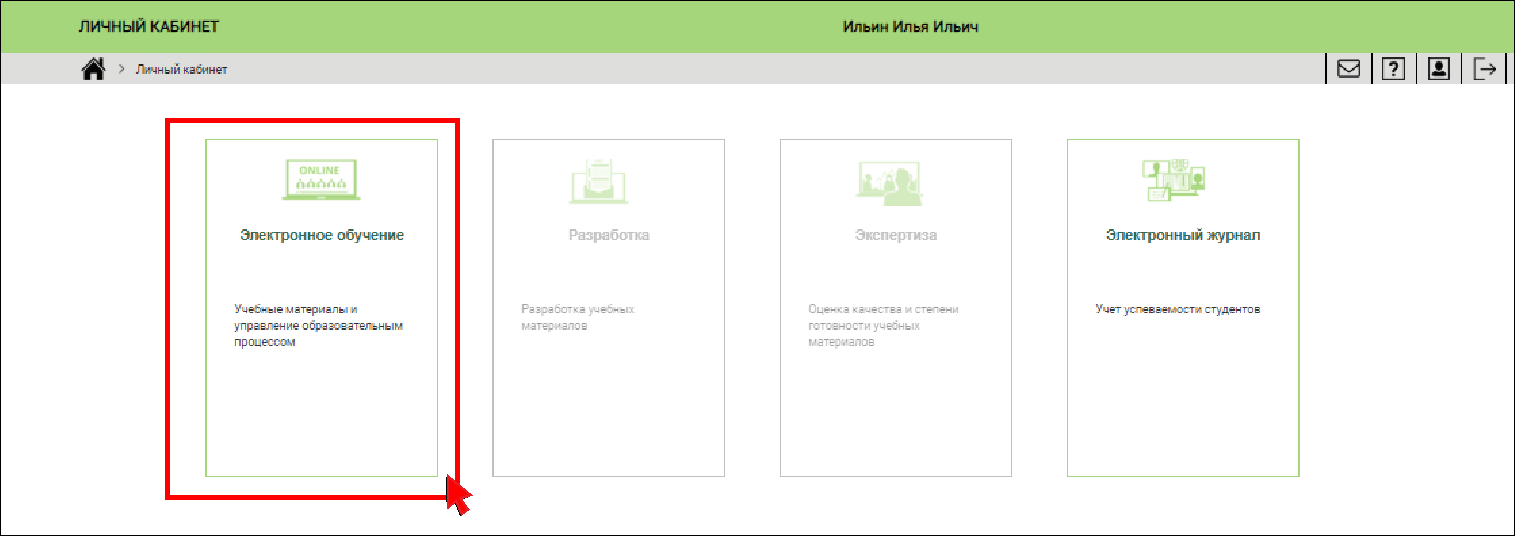 ЛИЧНЫЙ КАБИНЕТ
Ильин Илья Ильич
> Личный кабинет
?
ONLINE
Электронное обучение
Учебные материалы и
управление образовательным
процессом
Разработка
Разработка учебных
материалов
Экспертиза
Оценка качества и степени
готовности учебных
материалов
Электронный журнал
Учет успеваемости студентов